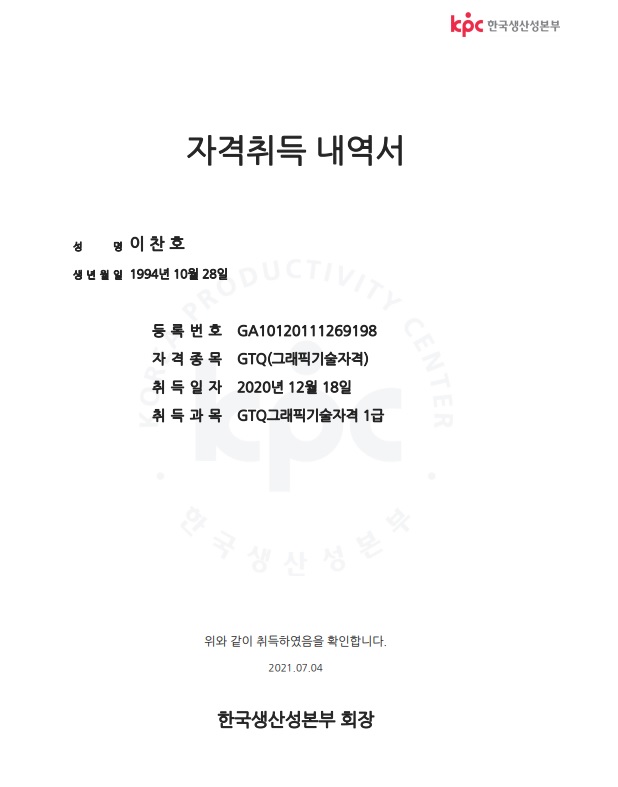 kpc 한국생산성본부
자격취득 내역서
성 명 이 찬 호
생 년 월 일 1994년 10월 28일
등 록 번 호 GA10120111269198
자 격 종 목 GTQ(그래픽기술자격)
취 득 일 자 2020년 12월 18일
취 득 과 목 GTQ그래픽기술자격 1급
KOREA PRODUCTIVITY CENTER
kpc
한국생산성본부
위와 같이 취득하였음을 확인합니다.
2021.07.04
한국생산성본부 회장